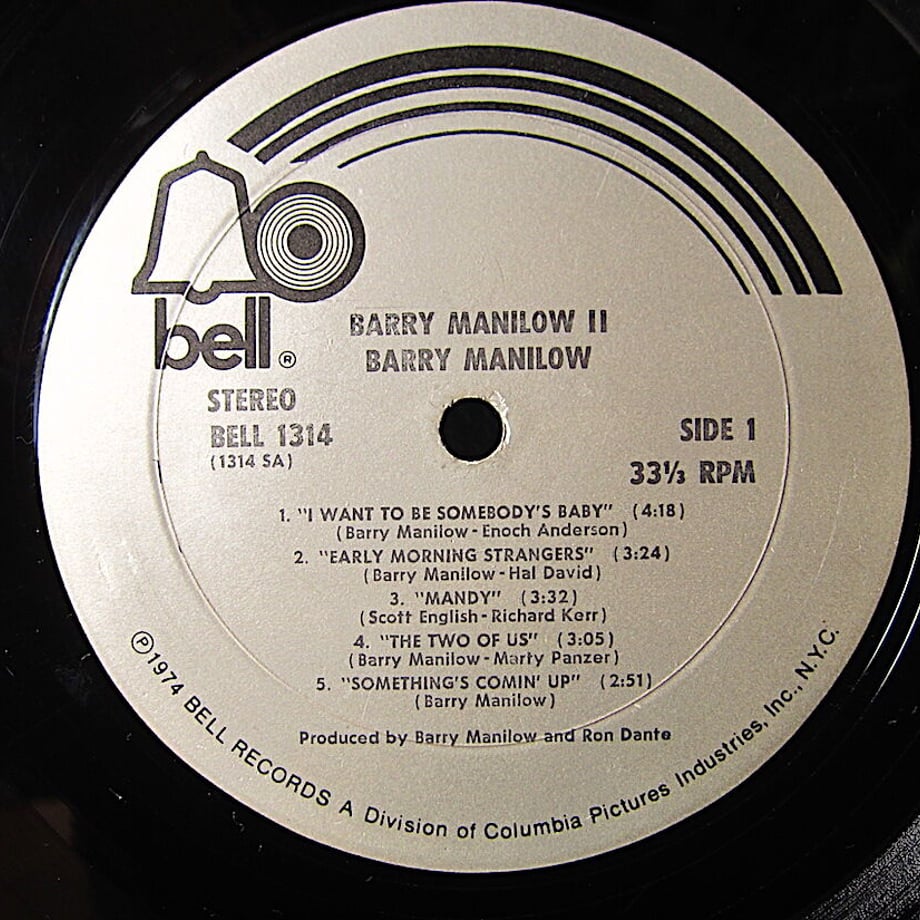 bell®
BARRY MANILOW II
BARRY MANILOW
STEREO
BELL 1314
(1314 SA)
SIDE 1
33⅓ RPM
1. "I WANT TO BE SOMEBODY'S BABY" (4:18)
(Barry Manilow - Enoch Anderson)
2. "EARLY MORNING STRANGERS" (3:24)
(Barry Manilow - Hal David)
3. "MANDY" (3:32)
(Scott English - Richard Kerr)
4. "THE TWO OF US" (3:05)
(Barry Manilow - Marty Panzer)
5. "SOMETHING'S COMIN' UP" (2:51)
(Barry Manilow)
Produced by Barry Manilow and Ron Dante
℗1974 BELL RECORDS A Division of Columbia Pictures Industries, Inc., N.Y.C.